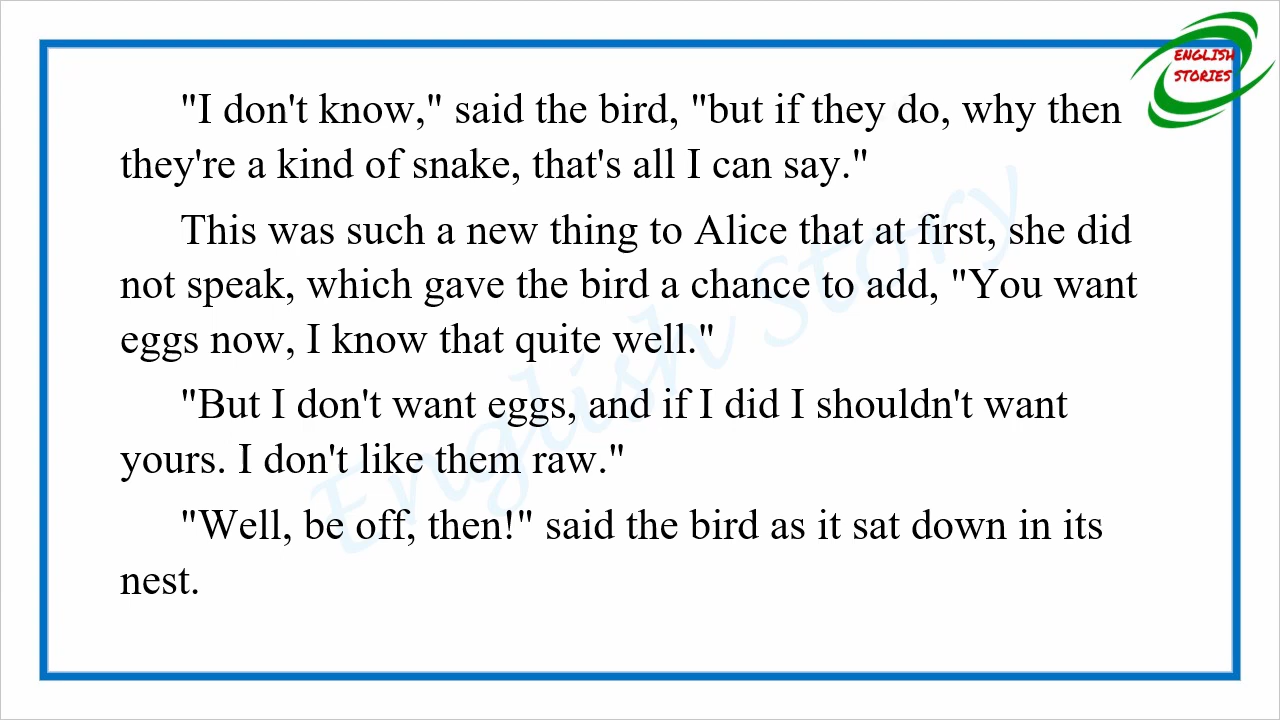 ENGLISH
STORIES
"I don't know," said the bird, "but if they do, why then
they're a kind of snake, that's all I can say."
This was such a new thing to Alice that at first, she did
not speak, which gave the bird a chance to add, "You want
eggs now, I know that quite well."
"But I don't want eggs, and if I did I shouldn't want
yours. I don't like them raw."
"Well, be off, then!" said the bird as it sat down in its
nest.
English Story